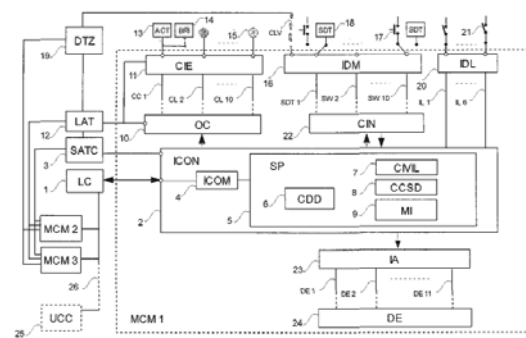 14
18
13 ACT BRI 15 CLV SDT 17 SDT 21
DTZ
19
CIE IDM IDL
11 16 20
CC 1 CL 2 CL 10 SDT 1 SW 2 SW 10 IL 1 IL 6
LAT OC CIN
12 10 22
SATC ICON SP
3
LC ICOM CIVIL
1 4 7
CCSD
8
CDD MI
6 9
2 5
MCM 2
MCM 3
IA
23
26
DE 1 DE 2 DE 11
UCC MCM 1 DE
25 24